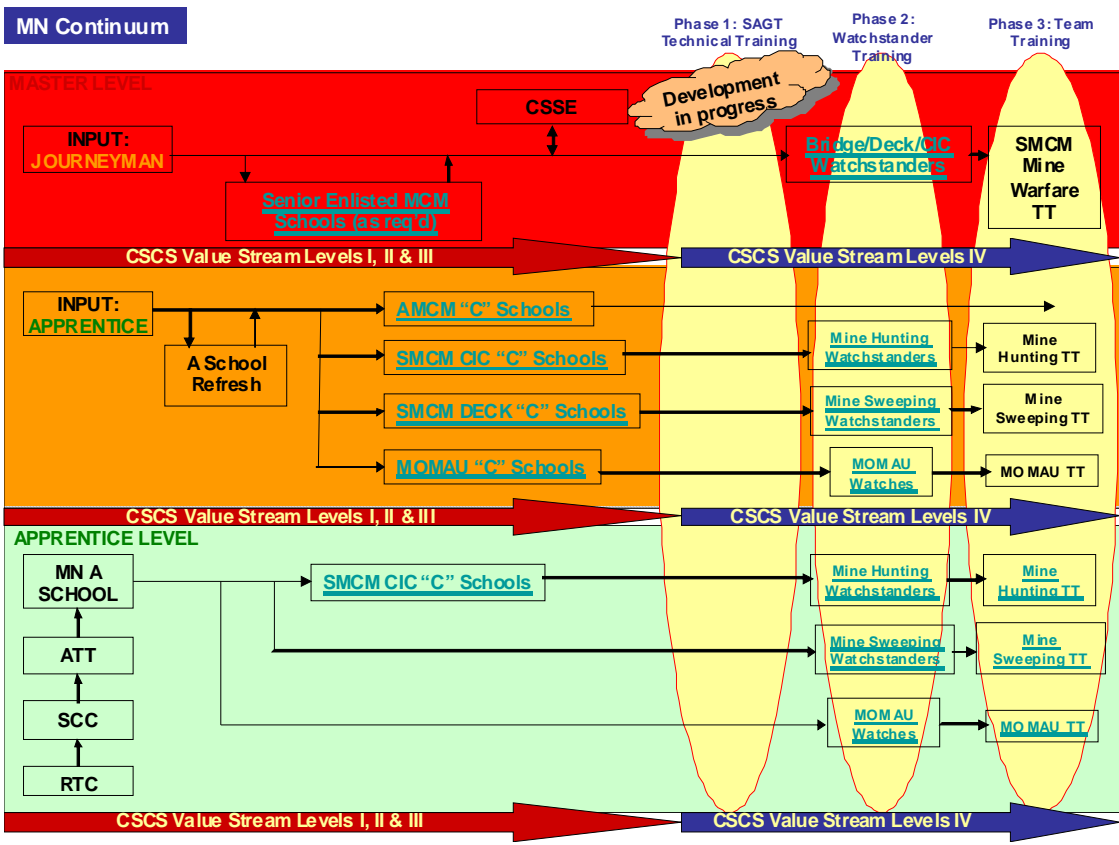 MN Continuum
Phase 1: SAGT
Technical Training
Phase 2:
Watchstander
Training
Phase 3: Team
Training
MASTER LEVEL
Development
in progress
CSSE
INPUT:
JOURNEYMAN
Bridge/Deck/CIC
Watchstanders
SMCM
Mine
Warfare
TT
Senior Enlisted MCM
Schools (as req'd)
CSCS Value Stream Levels I, II & III
CSCS Value Stream Levels IV
INPUT:
APPRENTICE
A School
Refresh
AMCM “C” Schools
SMCM CIC “C” Schools
Mine Hunting
Watchstanders
Mine
Hunting TT
SMCM DECK “C” Schools
Mine Sweeping
Watchstanders
Mine
Sweeping TT
MOMAU “C” Schools
MOMAU
Watches
MOMAU TT
CSCS Value Stream Levels I, II & III
CSCS Value Stream Levels IV
APPRENTICE LEVEL
MN A
SCHOOL
SMCM CIC “C” Schools
Mine Hunting
Watchstanders
Mine
Hunting TT
ATT
Mine Sweeping
Watchstanders
Mine
Sweeping TT
SCC
MOMAU
Watches
MOMAU TT
RTC
CSCS Value Stream Levels I, II & III
CSCS Value Stream Levels IV